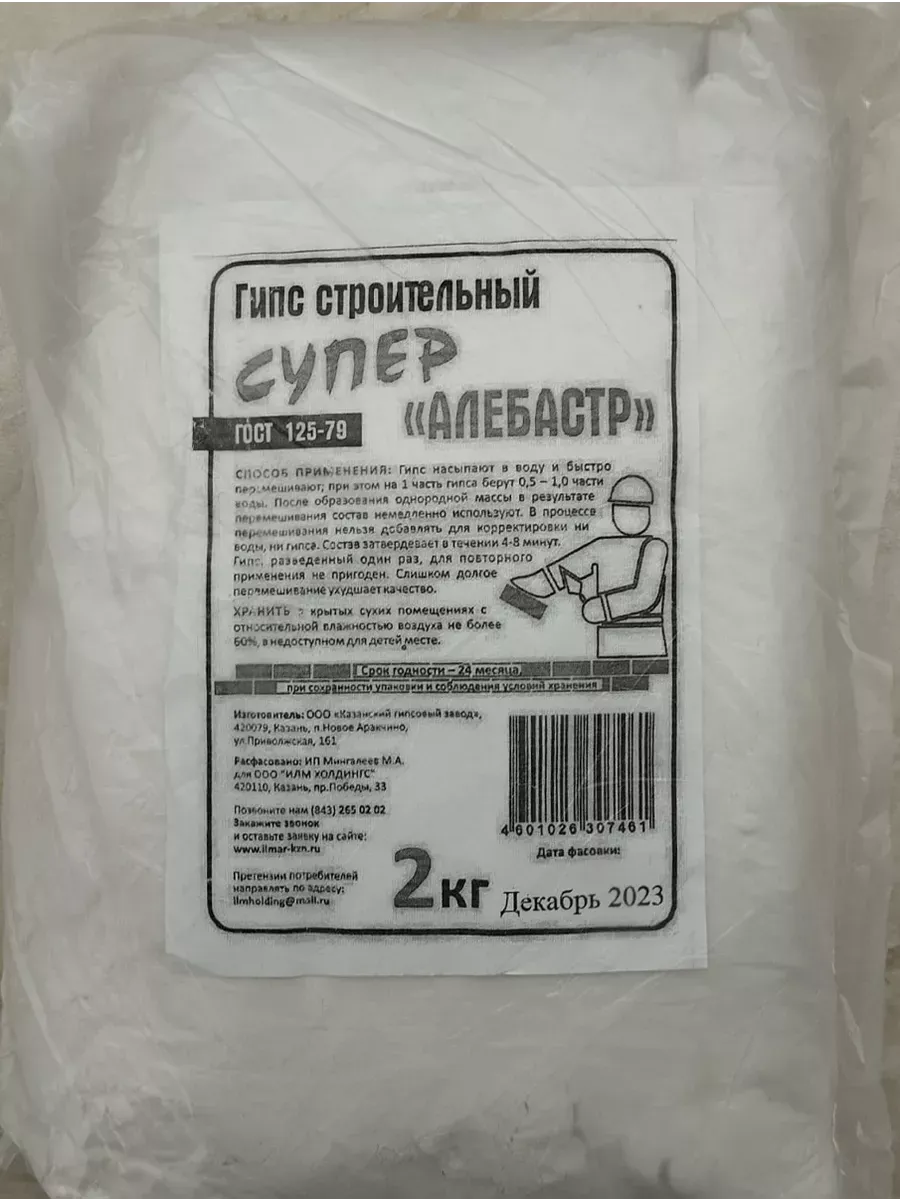 Гипс строительный
СУПЕР
«АЛЕБАСТР»
ГОСТ 125-79
СПОСОБ ПРИМЕНЕНИЯ: Гипс насыпают в воду и быстро
перемешивают, при этом на 1 часть гипса берут 0,5 – 1,0 части
воды. После образования однородной массы в результате
перемешивания состав немедленно используют. В процессе
перемешивания нельзя добавлять для корректировки ни
воды, ни гипса. Состав затвердевает в течении 4-8 минут.
Гипс, разведенный один раз, для повторного
применения не пригоден. Слишком долгое
перемешивание ухудшает качество.
ХРАНИТЬ в крытых сухих помещениях с
относительной влажностью воздуха не более
60%, в недоступном для детей месте.
Срок годности – 24 месяца,
при сохранности упаковки и соблюдения условий хранения
Изготовитель: ООО «Казанский гипсовый завод»,
420079, Казань, п.Новое Аракчино,
ул.Приволжская, 161
Расфасовано: ИП Мингалеев М.А.
для ООО "ИЛМ ХОЛДИНГС"
420110, Казань, пр.Победы, 33
Позвоните нам (843) 265 02 02
Закажите звонок
и оставьте заявку на сайте:
www.ilmar-kzn.ru
Претензии потребителей
направлять по адресу:
ilmholding@mail.ru
4 601026 307461
Дата фасовки:
2кг
Декабрь 2023